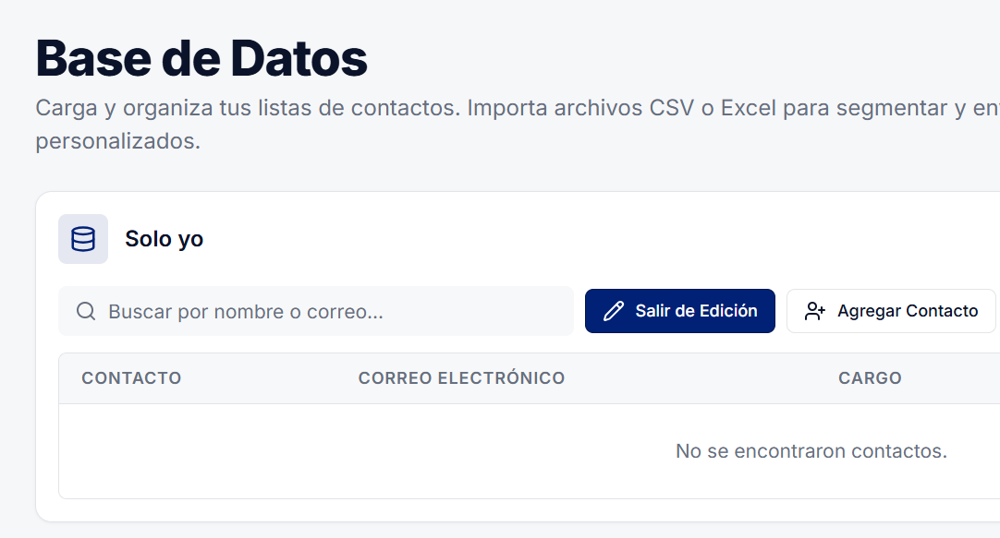 Base de Datos
Carga y organiza tus listas de contactos. Importa archivos CSV o Excel para segmentar y
personalizados.
Solo yo
Buscar por nombre o correo...
Salir de Edición
Agregar Contacto
CONTACTO
CORREO ELECTRÓNICO
CARGO
No se encontraron contactos.